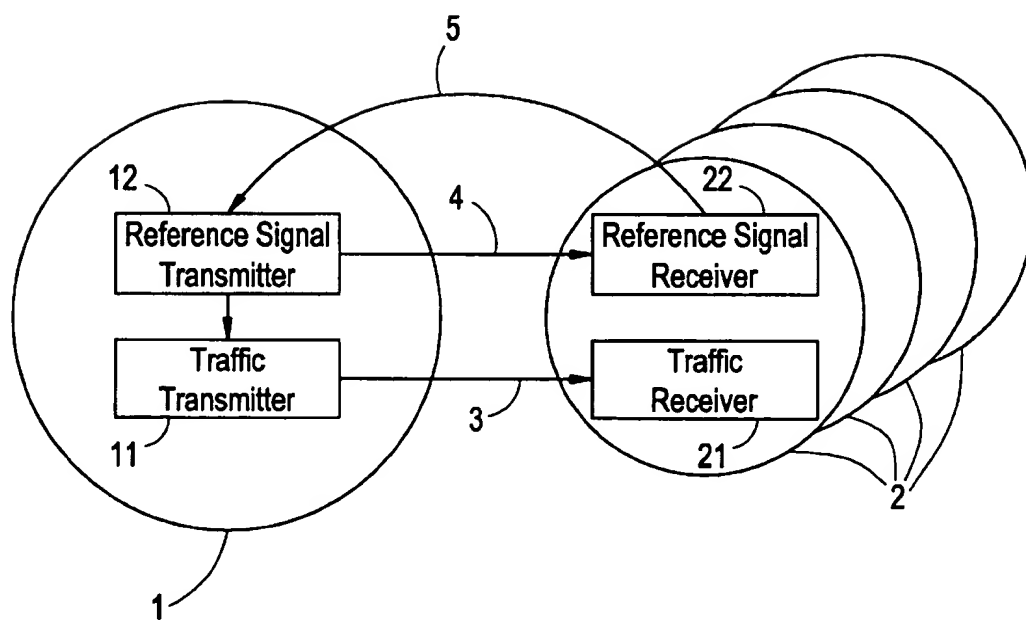 5
12
4
22
Reference Signal
Transmitter
Reference Signal
Receiver
Traffic
Transmitter
Traffic
Receiver
11
3
21
2
1